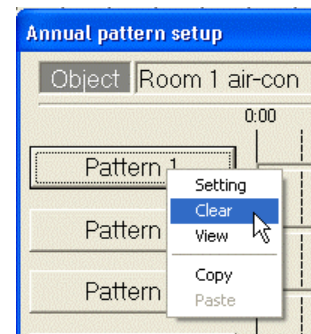 Annual pattern setup
Object Room 1 air-con
0:00
Pattern 1
Setting
Clear
Pattern
View
Copy
Pattern
Paste